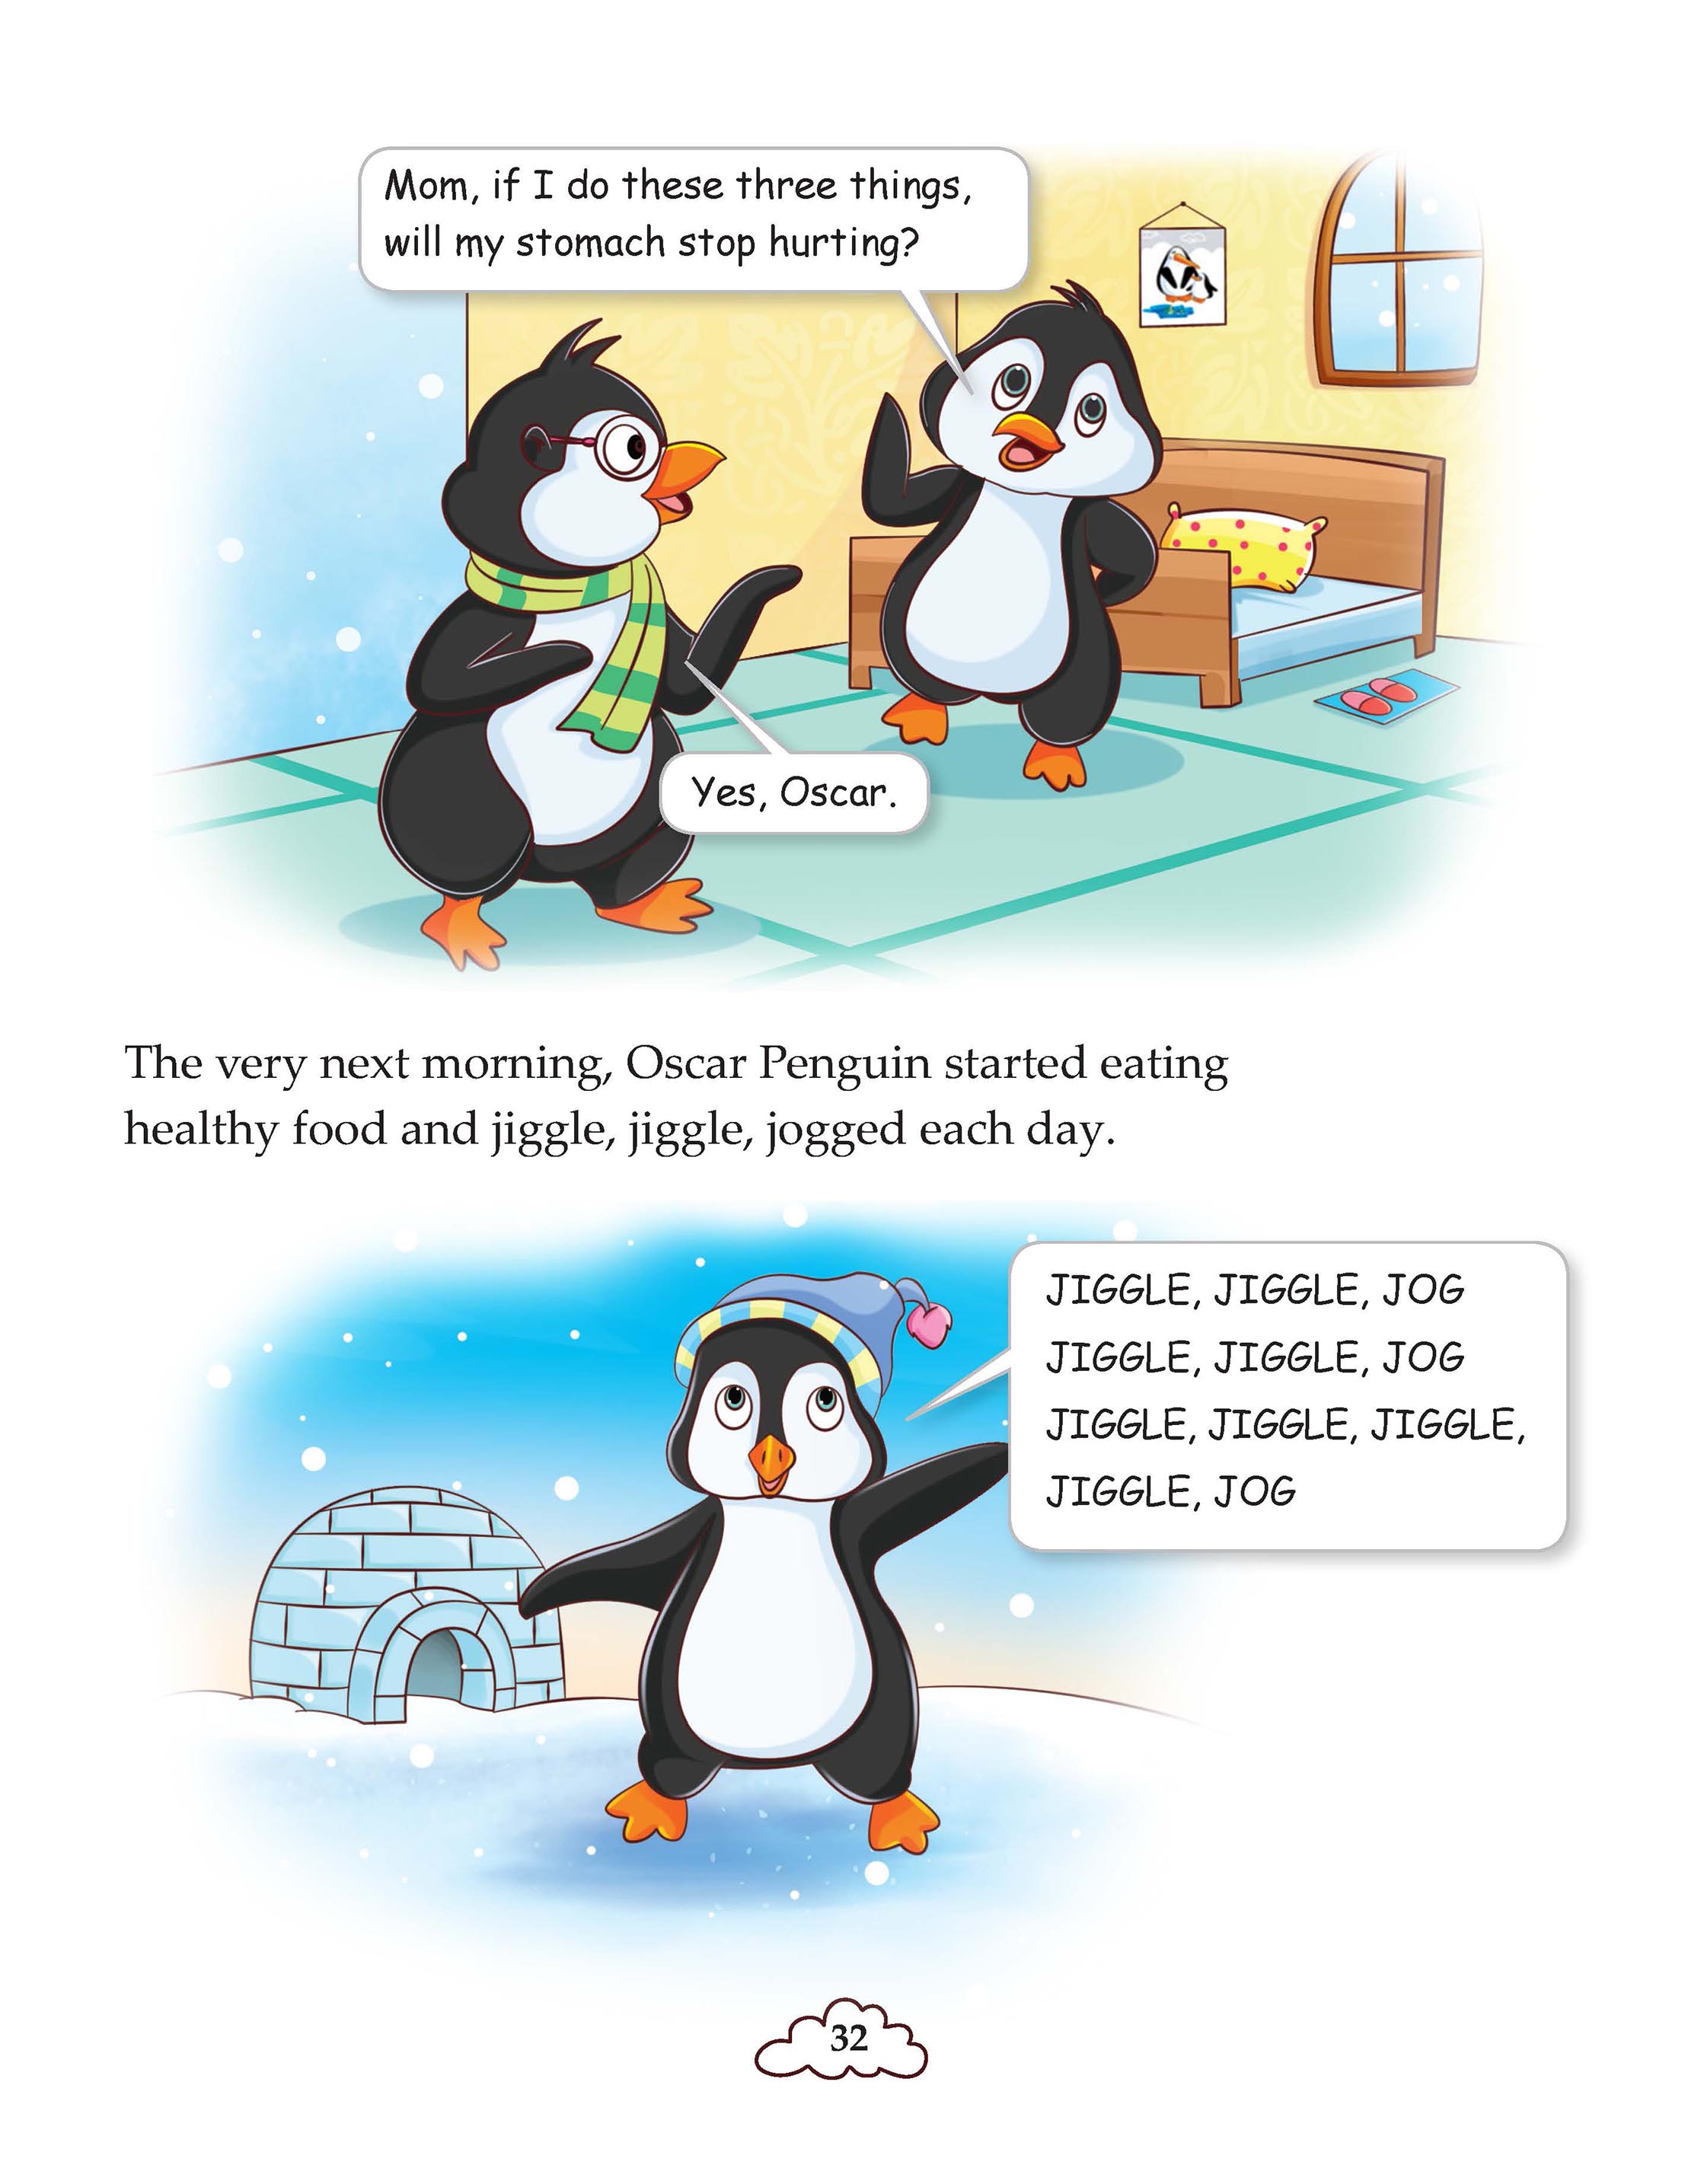 Mom, if I do these three things,
will my stomach stop hurting?
Yes, Oscar.
The very next morning, Oscar Penguin started eating
healthy food and jiggle, jiggle, jogged each day.
JIGGLE, JIGGLE, JOG
JIGGLE, JIGGLE, JOG
JIGGLE, JIGGLE, JIGGLE,
JIGGLE, JOG
32